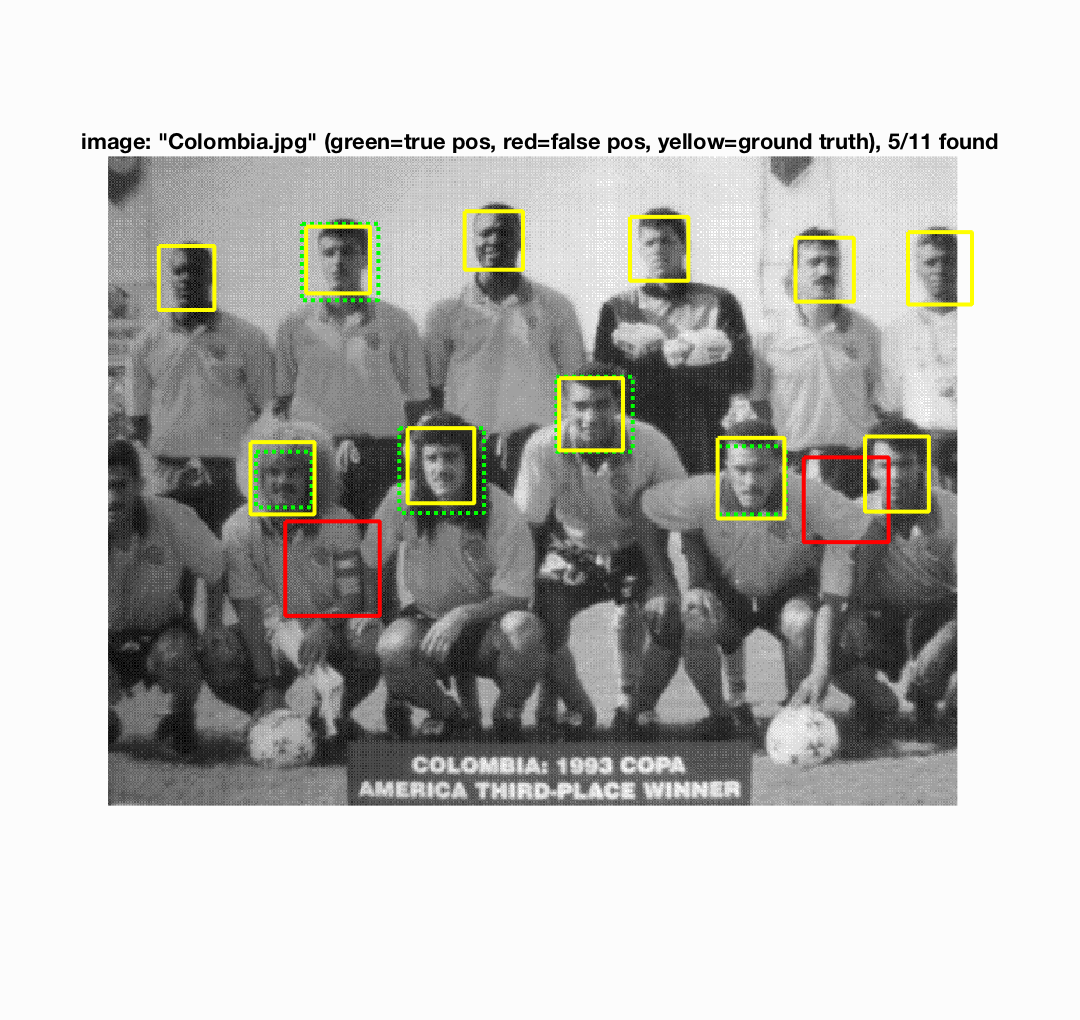 image: "Colombia.jpg" (green=true pos, red=false pos, yellow=ground truth), 5/11 found
COLOMBIA: 1993 COPA
AMERICA THIRD-PLACE WINNER